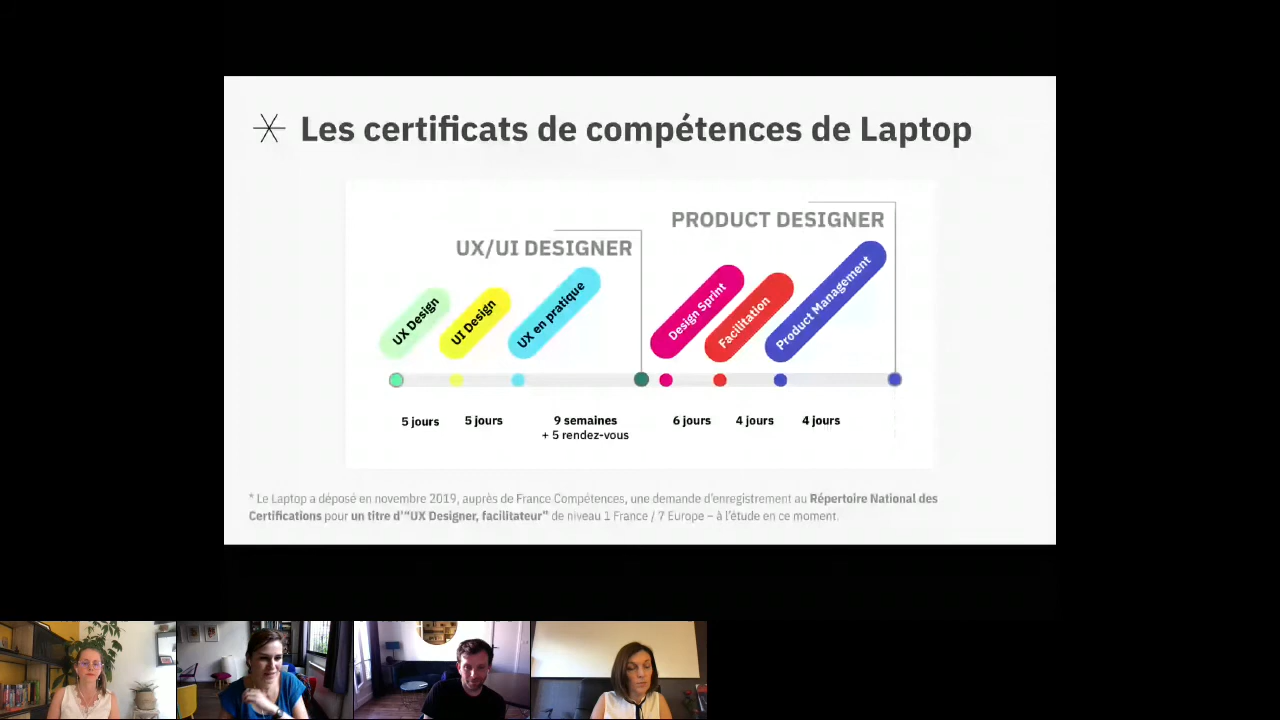 Les certificats de compétences de Laptop
PRODUCT DESIGNER
UX/UI DESIGNER
UX Design
UI Design
UX en pratique
Design Sprint
Facilitation
Product Management
5 jours
5 jours
9 semaines
+ 5 rendez-vous
6 jours
4 jours
4 jours
* Le Laptop a déposé en novembre 2019, auprès de France Compétences, une demande d'enregistrement au Répertoire National des
Certifications pour un titre d'“UX Designer, facilitateur” de niveau 1 France / 7 Europe – à l'étude en ce moment.